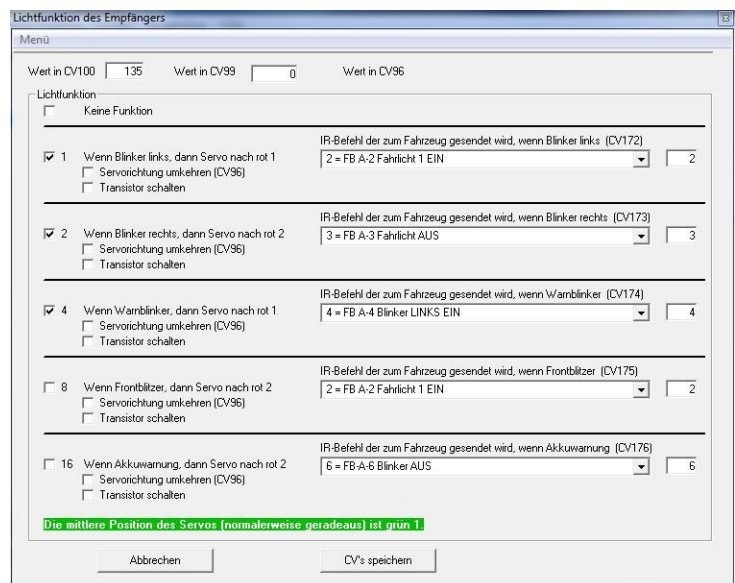 Lichtfunktion des Empfängers
Menü
Wert in CV100 135 Wert in CV99 0 Wert in CV96
Lichtfunktion
Keine Funktion
IR-Befehl der zum Fahrzeug gesendet wird, wenn Blinker links (CV172)
1 Wenn Blinker links, dann Servo nach rot 1 2 = FB A-2 Fahrlicht 1 EIN 2
Servorichtung umkehren (CV96)
Transistor schalten
IR-Befehl der zum Fahrzeug gesendet wird, wenn Blinker rechts (CV173)
2 Wenn Blinker rechts, dann Servo nach rot 2 3 = FB A-3 Fahrlicht AUS 3
Servorichtung umkehren (CV96)
Transistor schalten
IR-Befehl der zum Fahrzeug gesendet wird, wenn Warnblinker (CV174)
4 Wenn Warnblinker, dann Servo nach rot 1 4 = FB A-4 Blinker LINKS EIN 4
Servorichtung umkehren (CV96)
Transistor schalten
IR-Befehl der zum Fahrzeug gesendet wird, wenn Frontblitzer (CV175)
8 Wenn Frontblitzer, dann Servo nach rot 2 2 = FB A-2 Fahrlicht 1 EIN 2
Servorichtung umkehren (CV96)
Transistor schalten
IR-Befehl der zum Fahrzeug gesendet wird, wenn Akkuwarnung (CV176)
16 Wenn Akkuwarnung, dann Servo nach rot 2 6 = FB-A-6 Blinker AUS 6
Servorichtung umkehren (CV96)
Transistor schalten
Die mittlere Position des Servos (normalerweise geradeaus) ist grün 1.
Abbrechen CV's speichern